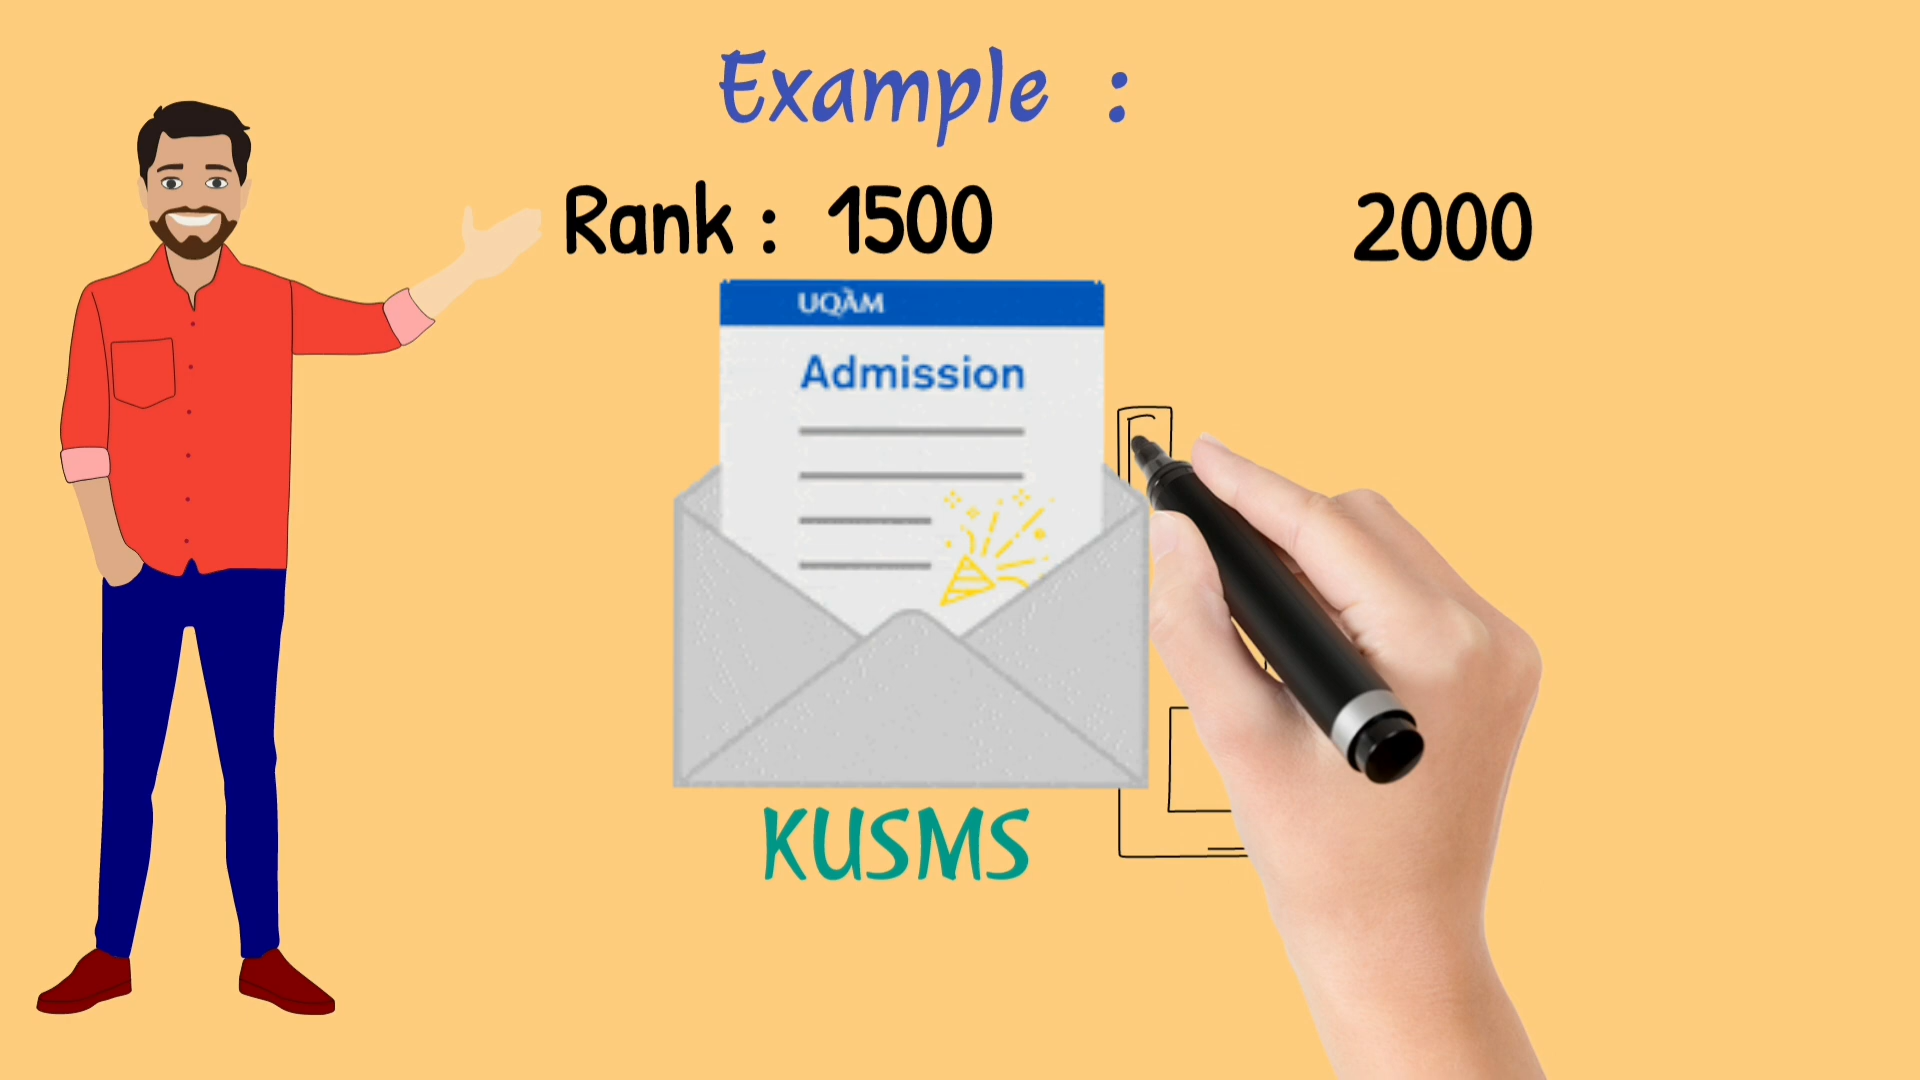 Example :
Rank : 1500 2000
UQÀM
Admission
KUSMS